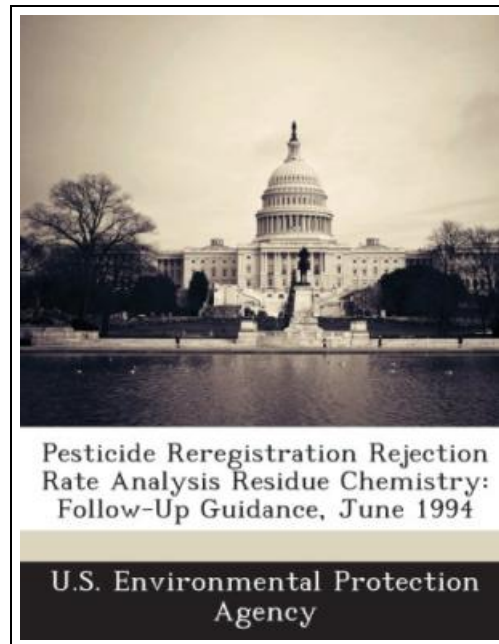 Pesticide Reregistration Rejection
Rate Analysis Residue Chemistry:
Follow-Up Guidance, June 1994
U.S. Environmental Protection
Agency